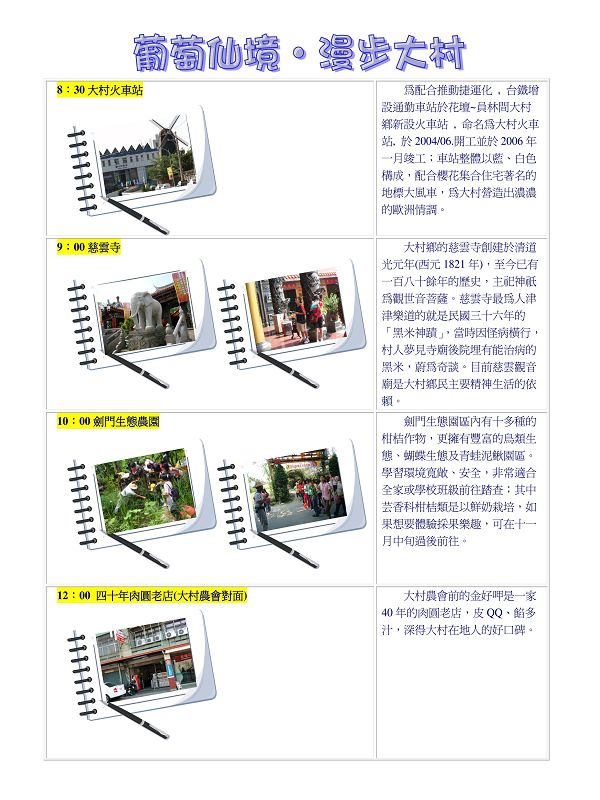 葡萄仙境·漫步大村
8：30 大村火車站
為配合推動捷運化，台鐵增
設通勤車站於花壇~員林間大村
鄉新設火車站，命名為大村火車
站, 於 2004/06.開工並於 2006 年
一月竣工；車站整體以藍、白色
構成，配合櫻花集合住宅著名的
地標大風車，為大村營造出濃濃
的歐洲情調。
9：00 慈雲寺
大村鄉的慈雲寺創建於清道
光元年(西元 1821 年)，至今已有
一百八十餘年的歷史，主祀神祇
為觀世音菩薩。慈雲寺最為人津
津樂道的就是民國三十六年的
「黑米神蹟」，當時因怪病橫行，
村人夢見寺廟後院埋有能治病的
黑米，蔚為奇談。目前慈雲觀音
廟是大村鄉民主要精神生活的依
賴。
10：00 劍門生態農園
劍門生態園區內有十多種的
柑桔作物，更擁有豐富的鳥類生
態、蝴蝶生態及青蛙泥鰍園區。
學習環境寬敞、安全，非常適合
全家或學校班級前往踏查；其中
芸香科柑桔類是以鮮奶栽培，如
果想要體驗採果樂趣，可在十一
月中旬過後前往。
12：00 四十年肉圓老店(大村農會對面)
大村農會前的金好呷是一家
40 年的肉圓老店，皮 QQ、餡多
汁，深得大村在地人的好口碑。